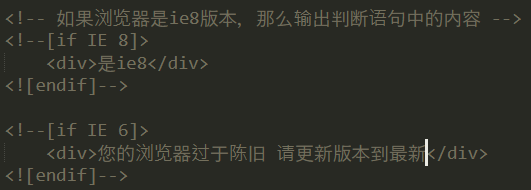 <!-- 如果浏览器是ie8版本, 那么输出判断语句中的内容 -->
<!--[if IE 8]>
<div>是ie8</div>
<![endif]-->
<!--[if IE 6]>
<div>您的浏览器过于陈旧 请更新版本到最新</div>
<![endif]-->